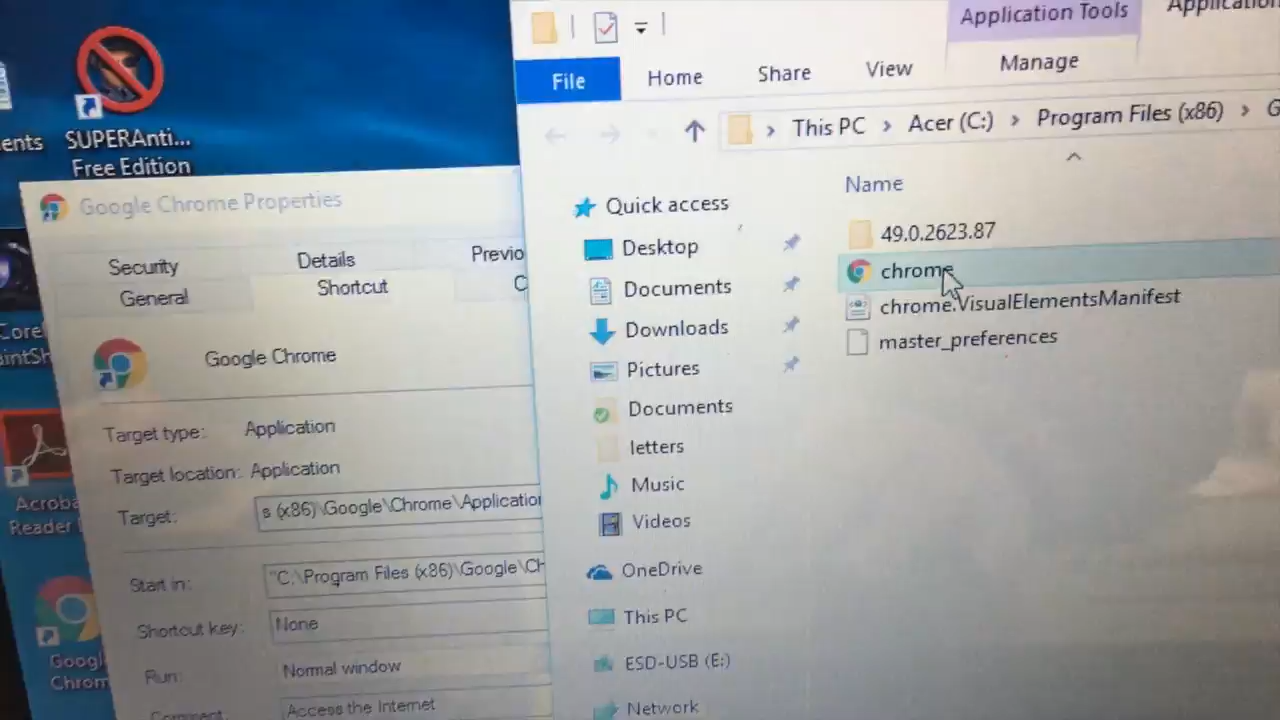 ents
SUPERAnti...
Free Edition
Acroba
Reader
Googl
Chrom
Google Chrome Properties
Security
Details
Previo
General
Shortcut
C
Google Chrome
Target type:
Application
Target location:
Application
Target:
s (x86)\Google\Chrome\Application
Start in:
"C:\Program Files (x86)\Google\Ch
Shortcut key:
None
Run:
Normal window
Comment:
Access the Internet
Application Tools
Application
File
Home
Share
View
Manage
This PC > Acer (C:) > Program Files (x86) > G
Name
49.0.2623.87
chrome
chrome.VisualElementsManifest
master_preferences
Quick access
Desktop
Documents
Downloads
Pictures
Documents
letters
Music
Videos
OneDrive
This PC
ESD-USB (E:)
Network